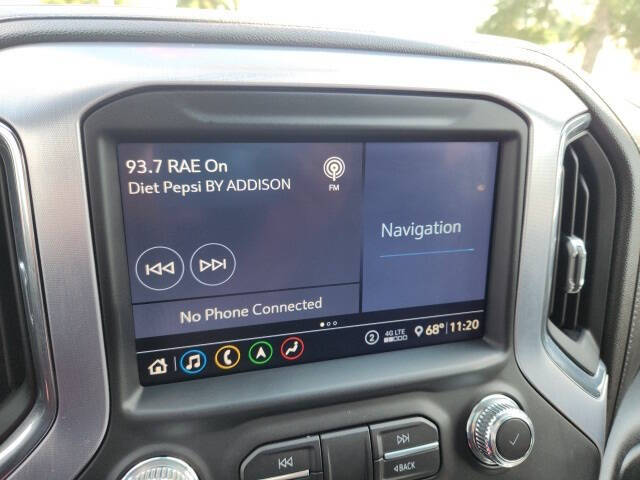 93.7 RAE On
Diet Pepsi BY ADDISON
FM
Navigation
No Phone Connected
2 4G LTE 68° 11:20
BACK